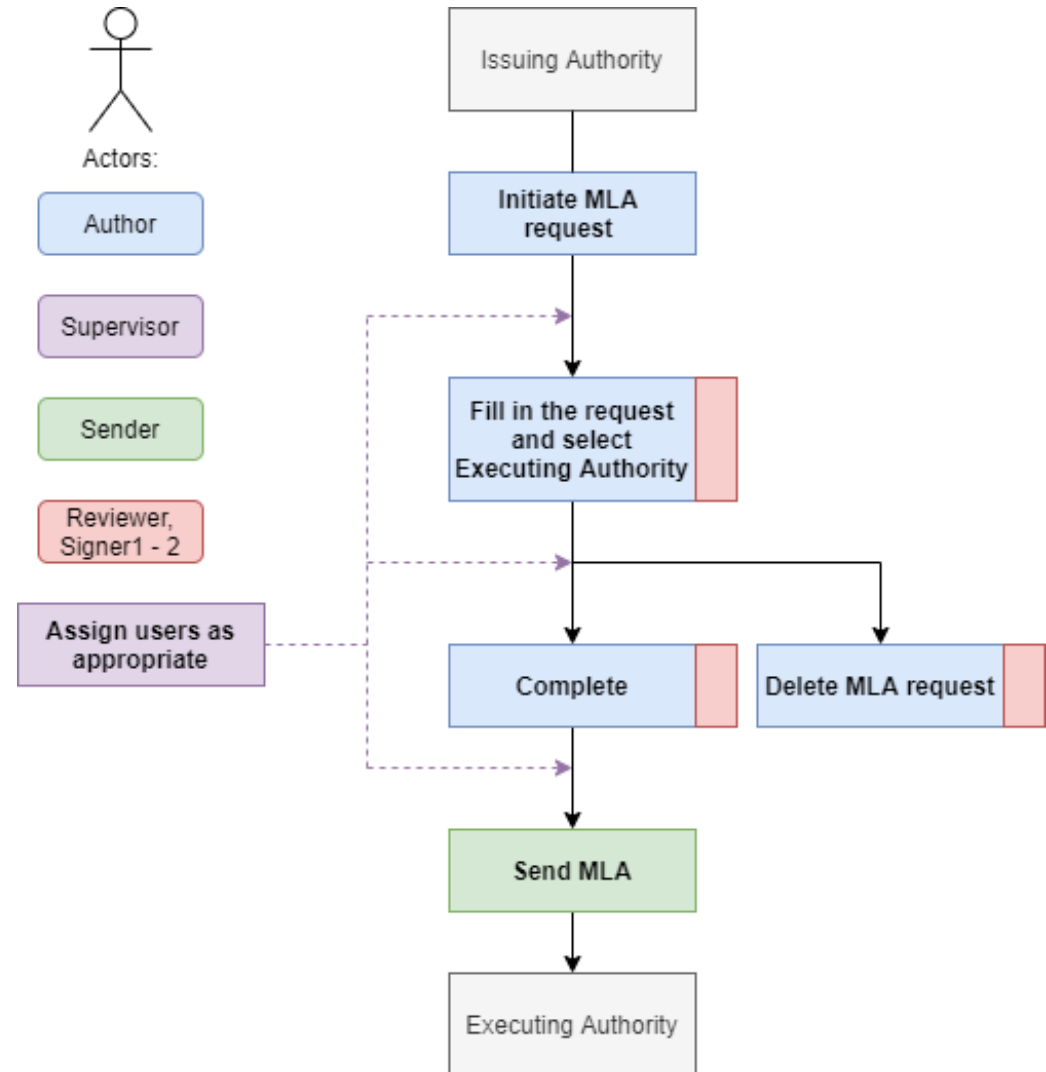 Actors:
Author
Supervisor
Sender
Reviewer,
Signer1 - 2
Assign users as
appropriate
Issuing Authority
Initiate MLA
request
Fill in the request
and select
Executing Authority
Complete
Delete MLA request
Send MLA
Executing Authority